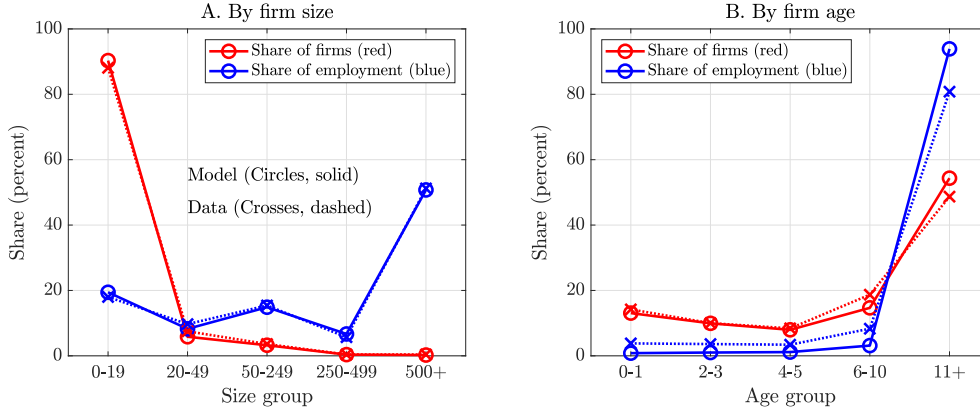 A. By firm size
100
80
60
40
20
0
Share (percent)
Share of firms (red)
Share of employment (blue)
Model (Circles, solid)
Data (Crosses, dashed)
0-19 20-49 50-249 250-499 500+
Size group
B. By firm age
100
80
60
40
20
0
Share (percent)
Share of firms (red)
Share of employment (blue)
0-1 2-3 4-5 6-10 11+
Age group